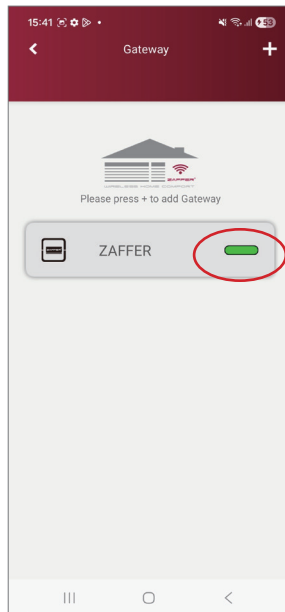 15:41
53
Gateway
ZAFFER
WIRELESS HOME COMFORT
Please press + to add Gateway
ZAFFER